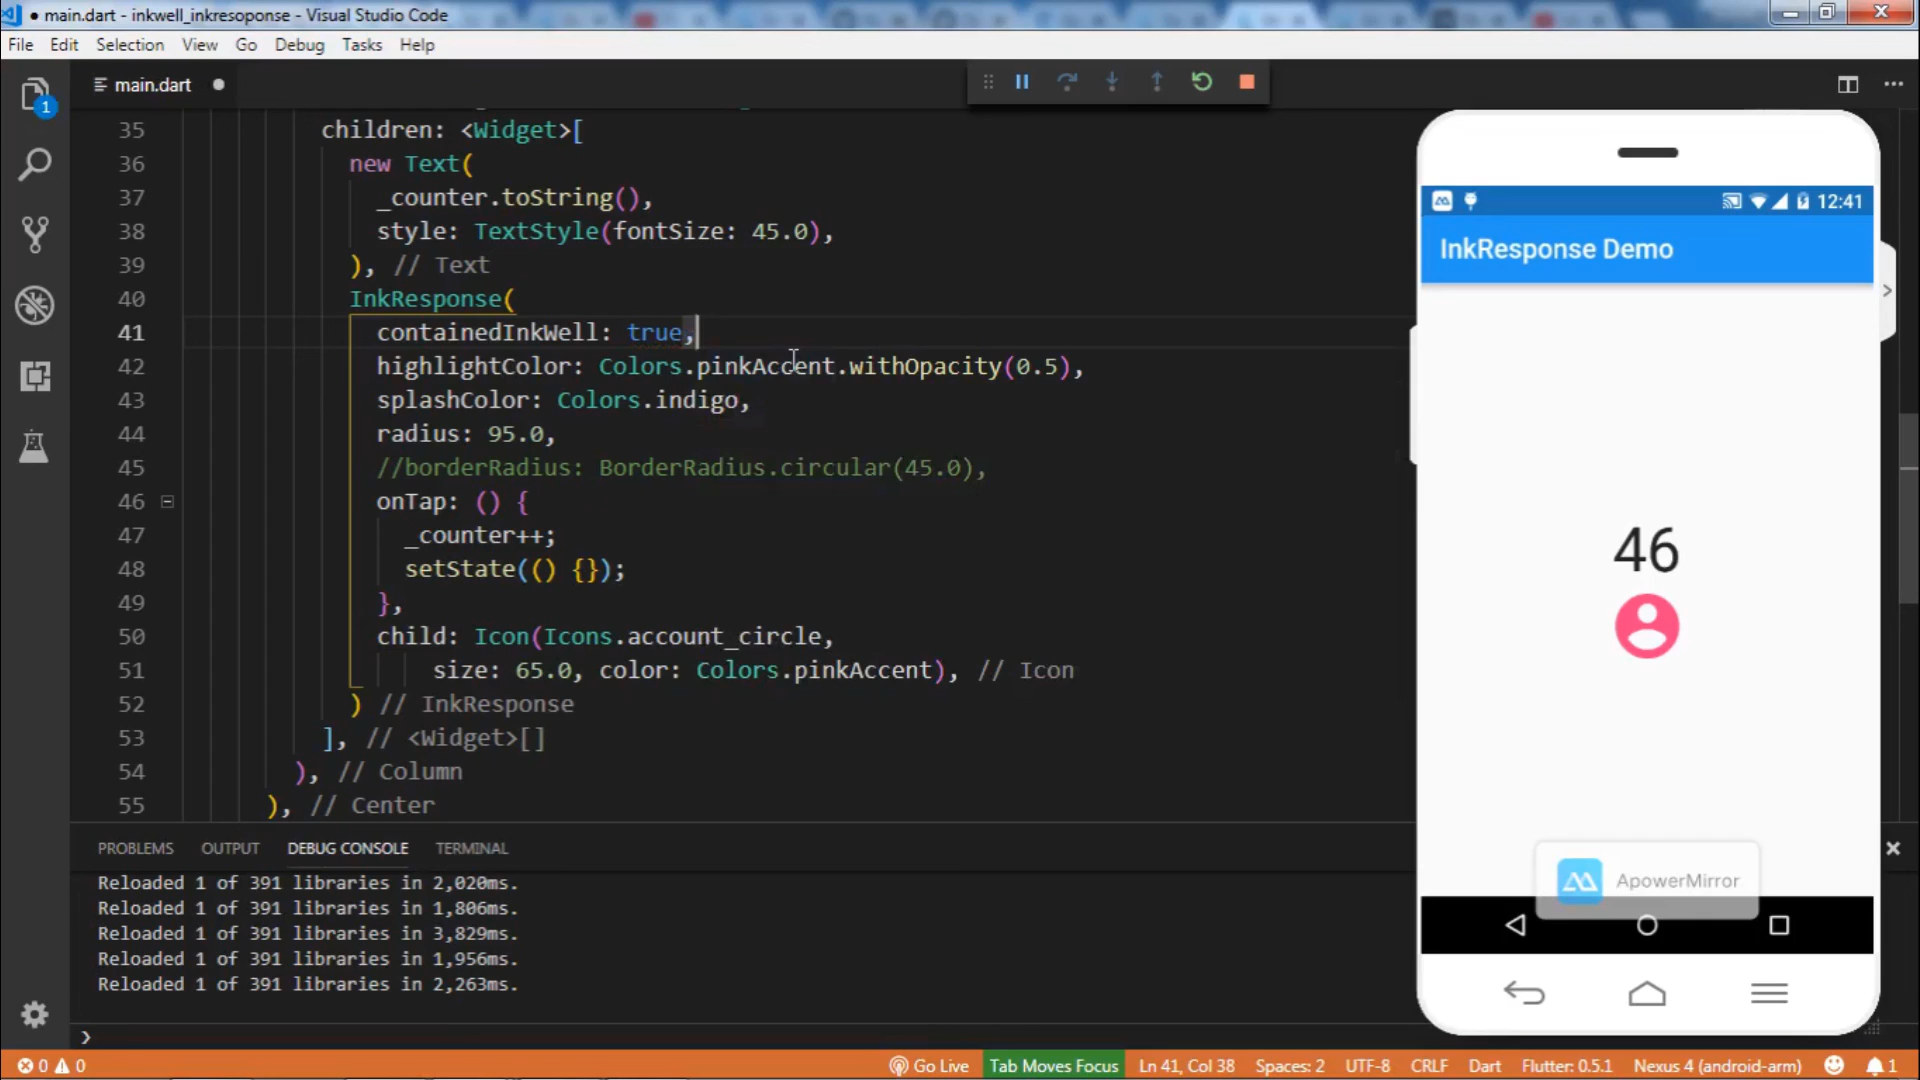 main.dart - inkwell_inkresoponse - Visual Studio Code
File Edit Selection View Go Debug Tasks Help
main.dart
1
35 children: <Widget>[
36 new Text(
37 _counter.toString(),
38 style: TextStyle(fontSize: 45.0),
39 ), // Text
40 InkResponse(
41 containedInkWell: true,
42 highlightColor: Colors.pinkAccent.withOpacity(0.5),
43 splashColor: Colors.indigo,
44 radius: 95.0,
45 //borderRadius: BorderRadius.circular(45.0),
46 onTap: () {
47 _counter++;
48 setState(() {});
49 },
50 child: Icon(Icons.account_circle,
51 size: 65.0, color: Colors.pinkAccent), // Icon
52 ) // InkResponse
53 ], // <Widget>[]
54 ), // Column
55 ), // Center
12:41
InkResponse Demo
46
ApowerMirror
PROBLEMS OUTPUT DEBUG CONSOLE TERMINAL
Reloaded 1 of 391 libraries in 2,020ms.
Reloaded 1 of 391 libraries in 1,806ms.
Reloaded 1 of 391 libraries in 3,829ms.
Reloaded 1 of 391 libraries in 1,956ms.
Reloaded 1 of 391 libraries in 2,263ms.
0 0 Go Live Tab Moves Focus Ln 41, Col 38 Spaces: 2 UTF-8 CRLF Dart Flutter: 0.5.1 Nexus 4 (android-arm) 1